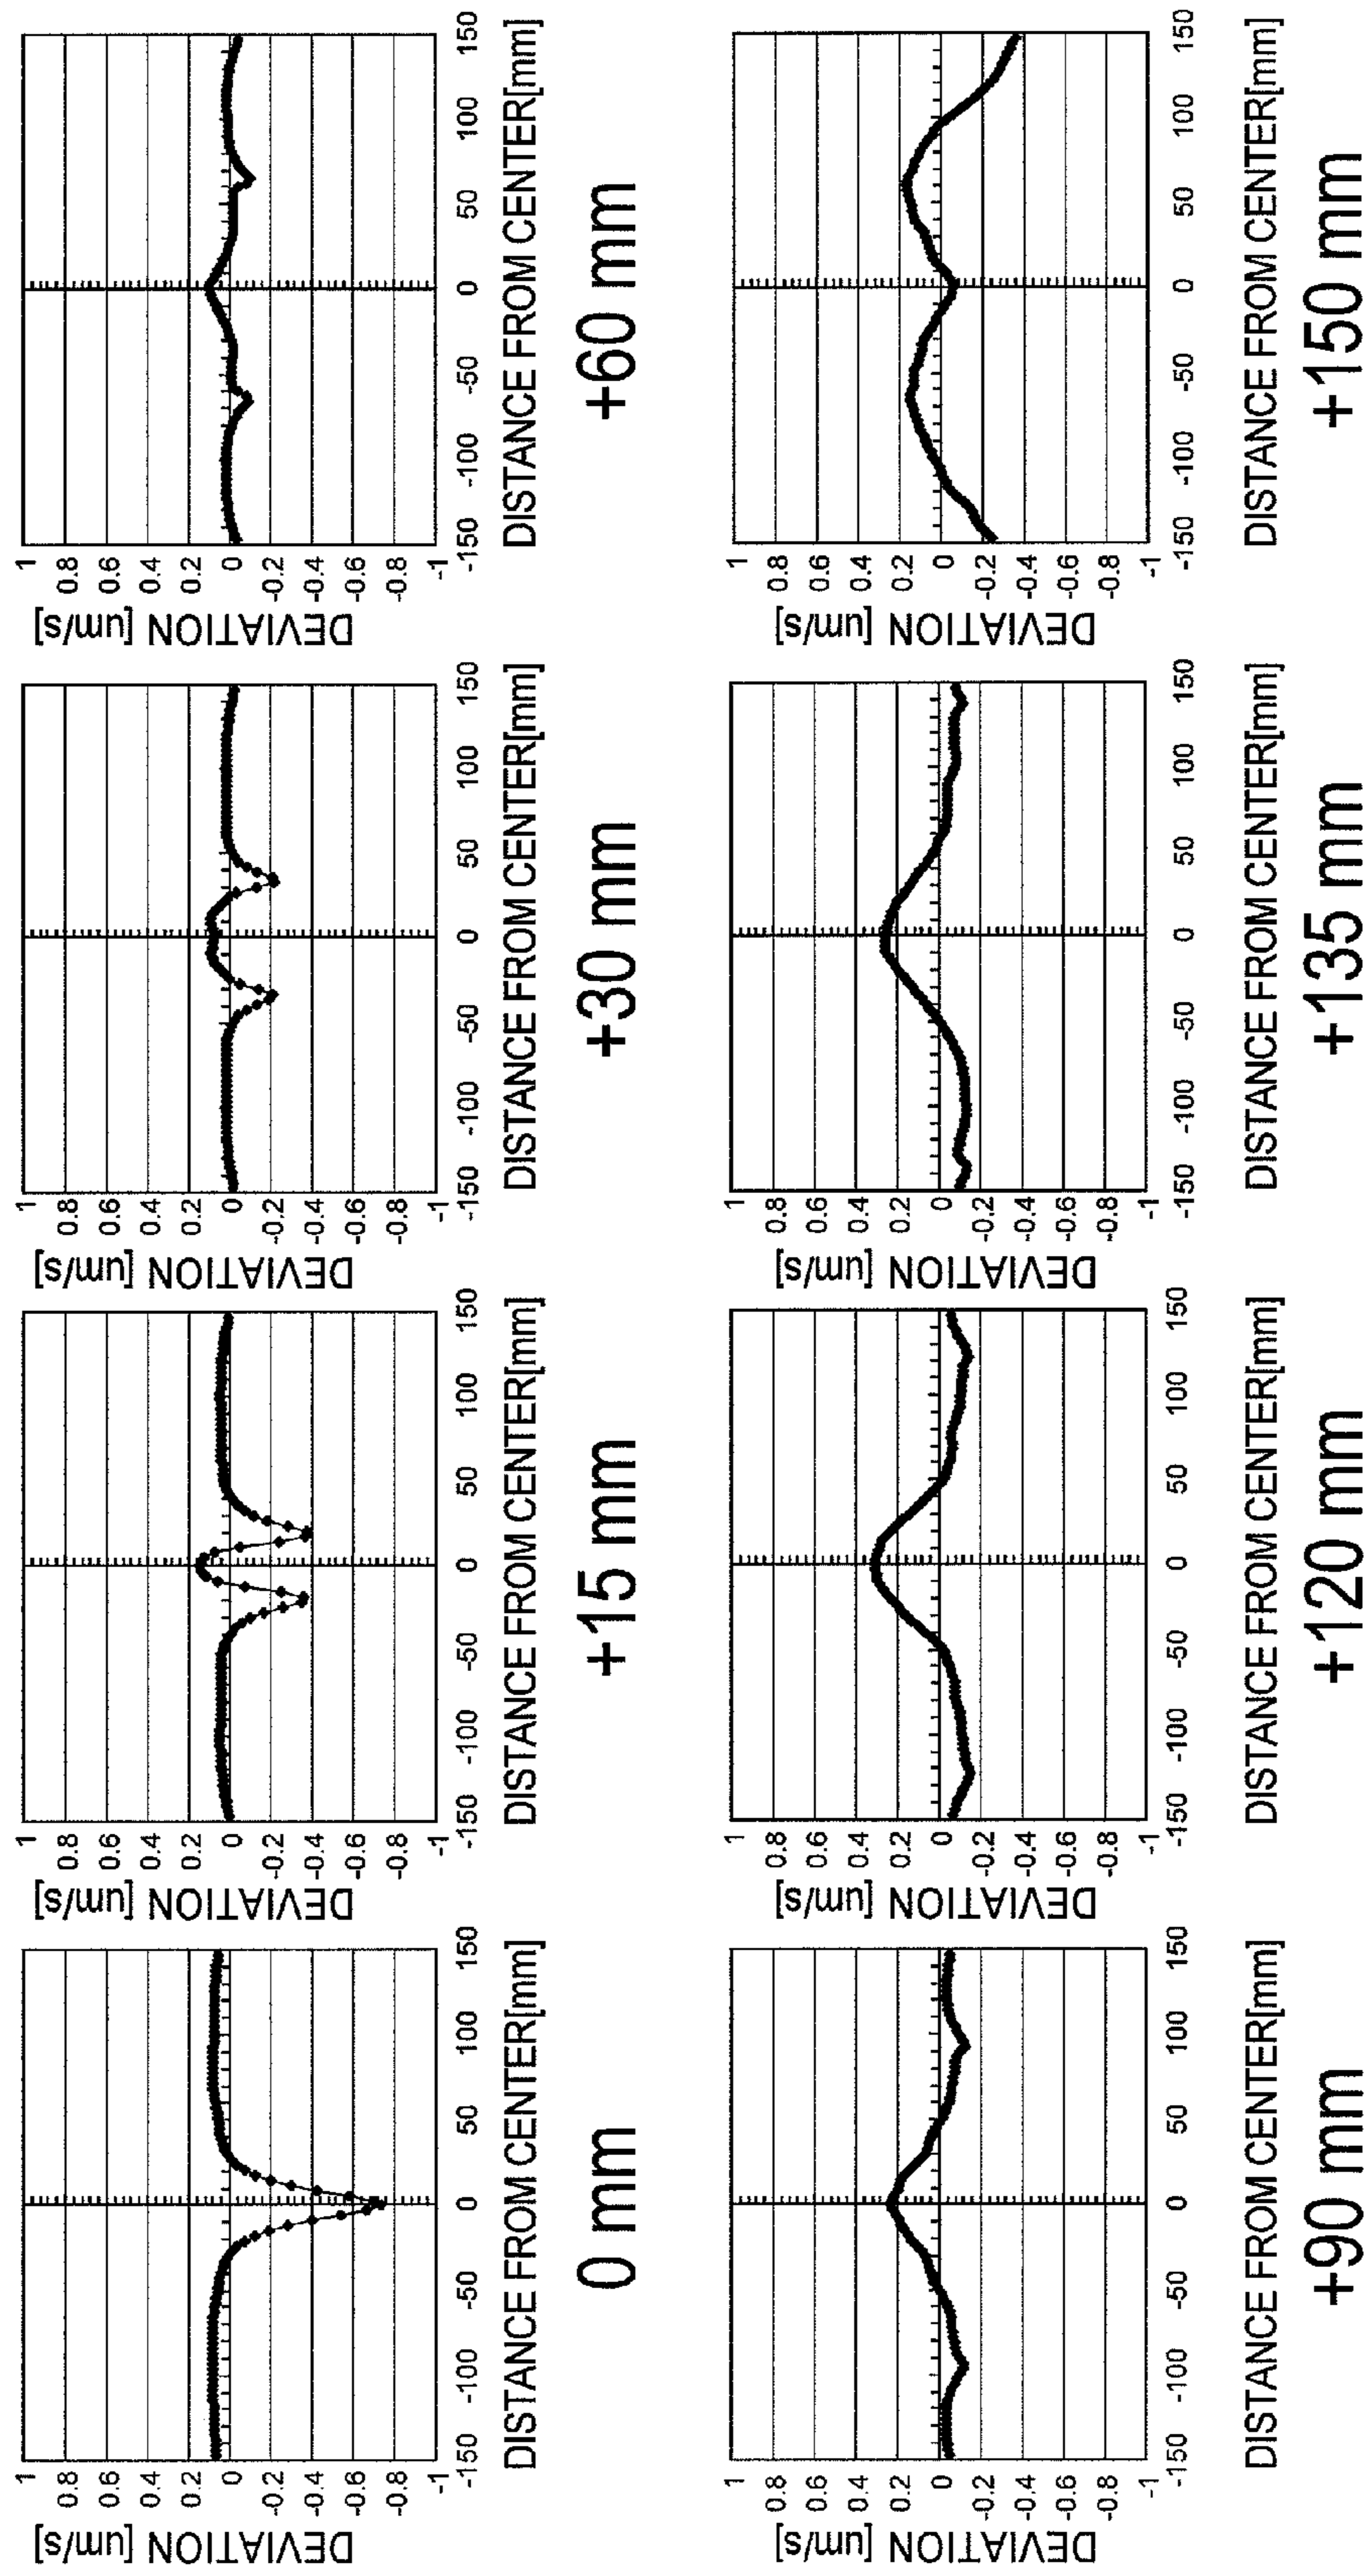 DEVIATION [um/s]
1
0.8
0.6
0.4
0.2
0
-0.2
-0.4
-0.6
-0.8
-1
-150 -100 -50 0 50 100 150
DISTANCE FROM CENTER[mm]
0 mm
DEVIATION [um/s]
1
0.8
0.6
0.4
0.2
0
-0.2
-0.4
-0.6
-0.8
-1
-150 -100 -50 0 50 100 150
DISTANCE FROM CENTER[mm]
+15 mm
DEVIATION [um/s]
1
0.8
0.6
0.4
0.2
0
-0.2
-0.4
-0.6
-0.8
-1
-150 -100 -50 0 50 100 150
DISTANCE FROM CENTER[mm]
+30 mm
DEVIATION [um/s]
1
0.8
0.6
0.4
0.2
0
-0.2
-0.4
-0.6
-0.8
-1
-150 -100 -50 0 50 100 150
DISTANCE FROM CENTER[mm]
+60 mm
DEVIATION [um/s]
1
0.8
0.6
0.4
0.2
0
-0.2
-0.4
-0.6
-0.8
-1
-150 -100 -50 0 50 100 150
DISTANCE FROM CENTER[mm]
+90 mm
DEVIATION [um/s]
1
0.8
0.6
0.4
0.2
0
-0.2
-0.4
-0.6
-0.8
-1
-150 -100 -50 0 50 100 150
DISTANCE FROM CENTER[mm]
+120 mm
DEVIATION [um/s]
1
0.8
0.6
0.4
0.2
0
-0.2
-0.4
-0.6
-0.8
-1
-150 -100 -50 0 50 100 150
DISTANCE FROM CENTER[mm]
+135 mm
DEVIATION [um/s]
1
0.8
0.6
0.4
0.2
0
-0.2
-0.4
-0.6
-0.8
-1
-150 -100 -50 0 50 100 150
DISTANCE FROM CENTER[mm]
+150 mm